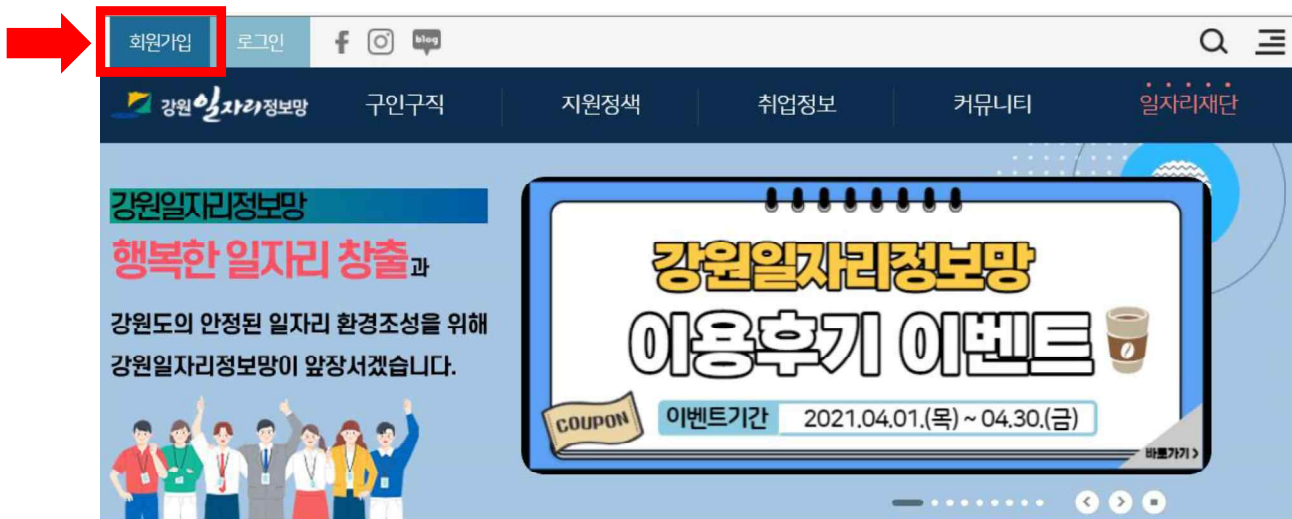 회원가입 로그인 f blog
강원일자리정보망 구인구직 지원정책 취업정보 커뮤니티 일자리재단
강원일자리정보망
행복한 일자리 창출과
강원도의 안정된 일자리 환경조성을 위해
강원일자리정보망이 앞장서겠습니다.
강원일자리정보망
이용후기 이벤트
COUPON 이벤트기간 2021.04.01.(목) ~ 04.30.(금)
바로가기 >